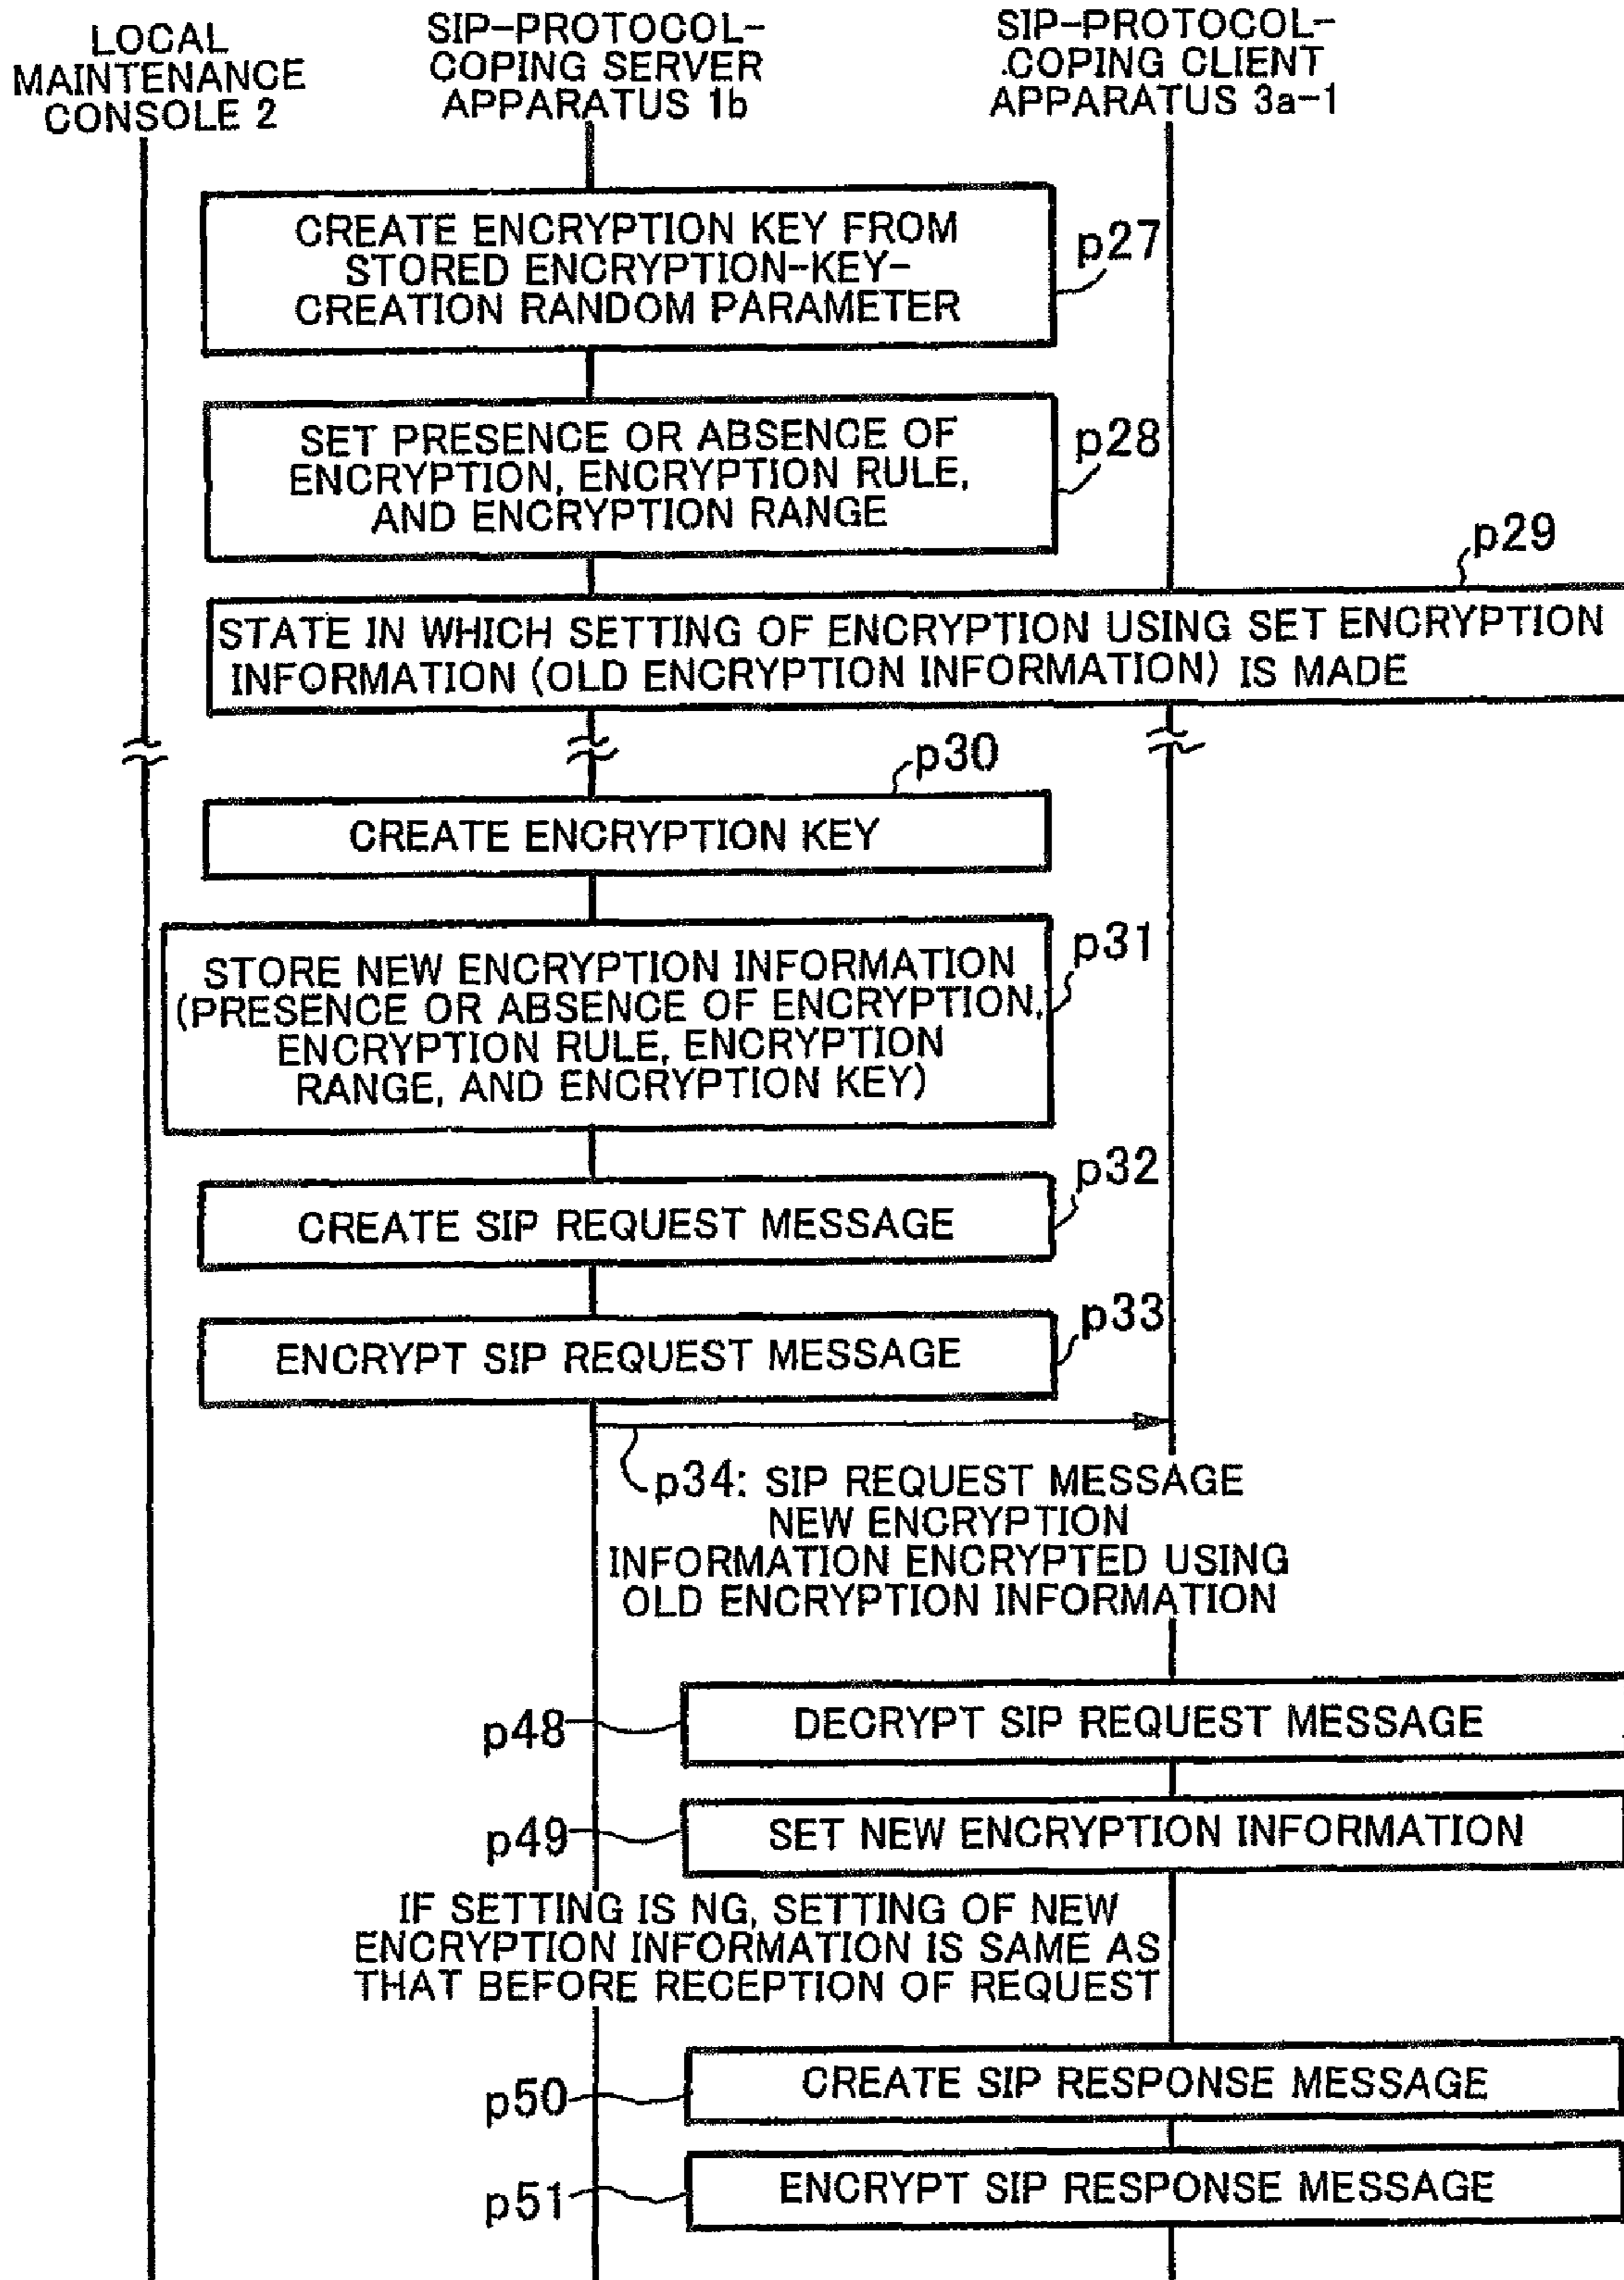 LOCAL
MAINTENANCE
CONSOLE 2
SIP-PROTOCOL-
COPING SERVER
APPARATUS 1b
SIP-PROTOCOL-
COPING CLIENT
APPARATUS 3a-1
CREATE ENCRYPTION KEY FROM
STORED ENCRYPTION-KEY-
CREATION RANDOM PARAMETER
p27
SET PRESENCE OR ABSENCE OF
ENCRYPTION, ENCRYPTION RULE,
AND ENCRYPTION RANGE
p28
p29
STATE IN WHICH SETTING OF ENCRYPTION USING SET ENCRYPTION
INFORMATION (OLD ENCRYPTION INFORMATION) IS MADE
p30
CREATE ENCRYPTION KEY
p31
STORE NEW ENCRYPTION INFORMATION
(PRESENCE OR ABSENCE OF ENCRYPTION,
ENCRYPTION RULE, ENCRYPTION
RANGE, AND ENCRYPTION KEY)
p32
CREATE SIP REQUEST MESSAGE
p33
ENCRYPT SIP REQUEST MESSAGE
p34: SIP REQUEST MESSAGE
NEW ENCRYPTION
INFORMATION ENCRYPTED USING
OLD ENCRYPTION INFORMATION
p48
DECRYPT SIP REQUEST MESSAGE
p49
SET NEW ENCRYPTION INFORMATION
IF SETTING IS NG, SETTING OF NEW
ENCRYPTION INFORMATION IS SAME AS
THAT BEFORE RECEPTION OF REQUEST
p50
CREATE SIP RESPONSE MESSAGE
p51
ENCRYPT SIP RESPONSE MESSAGE